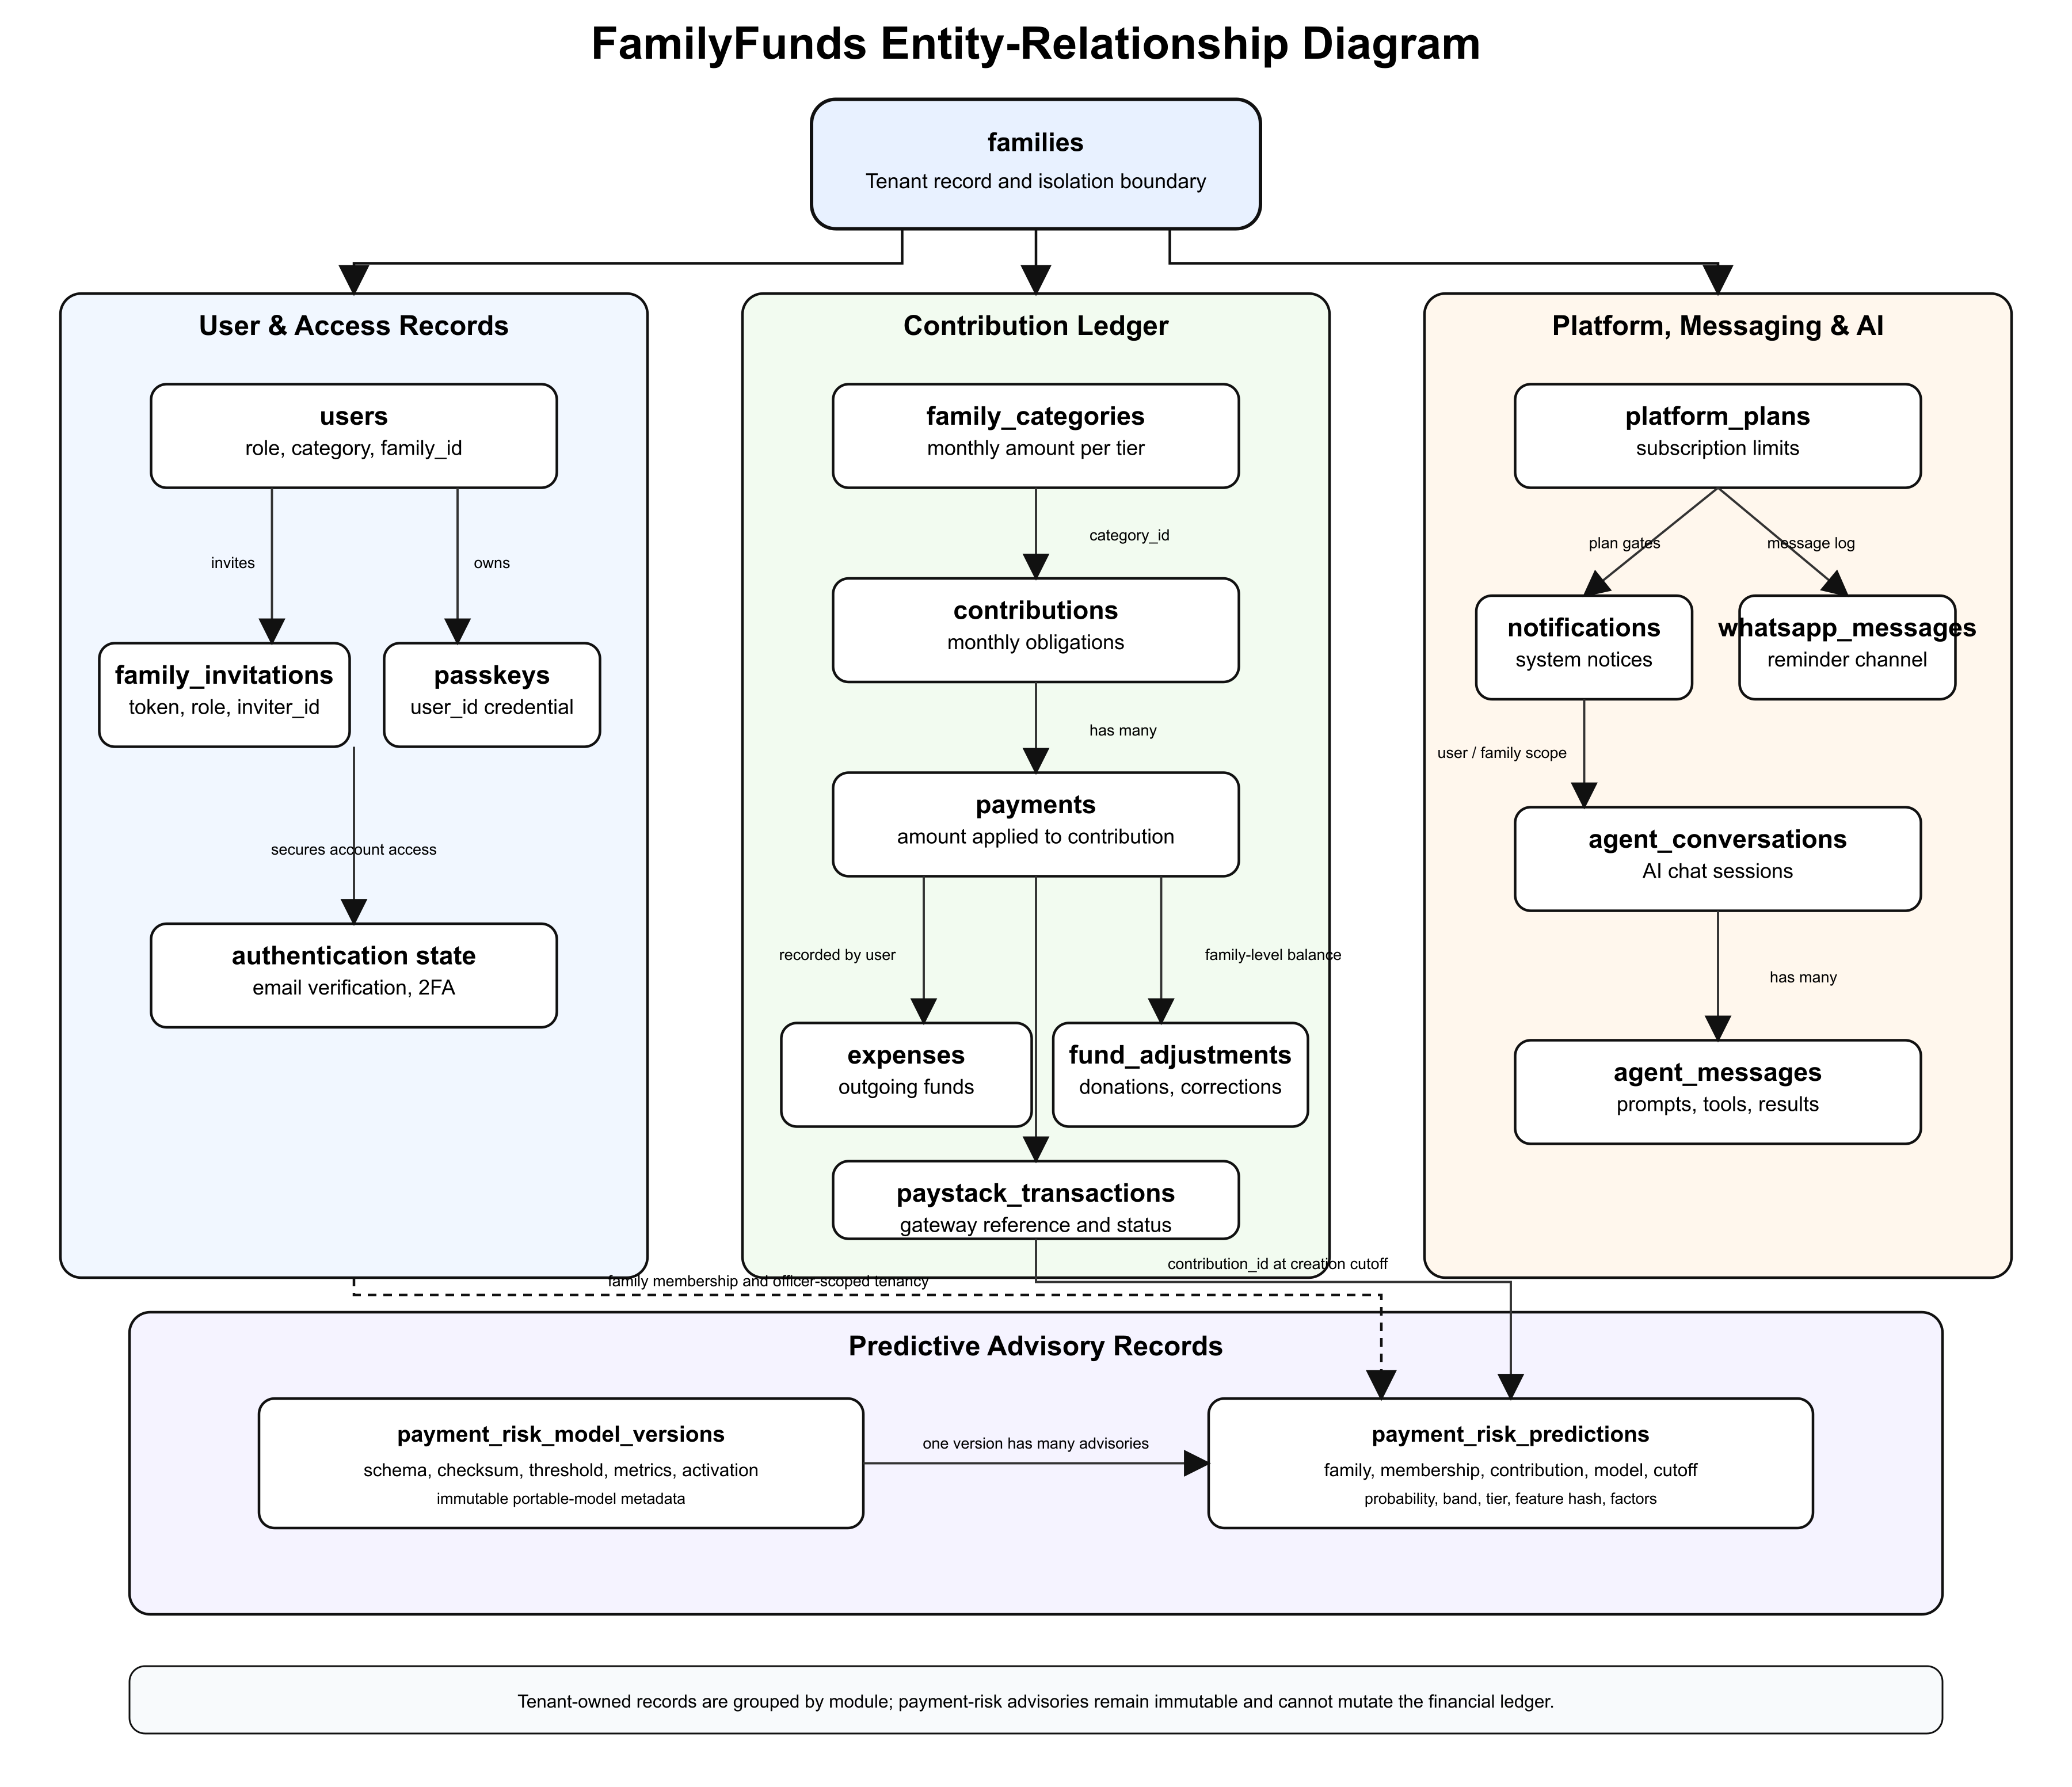 FamilyFunds Entity-Relationship Diagram
families
Tenant record and isolation boundary
User & Access Records
users
role, category, family_id
invites
owns
family_invitations
token, role, inviter_id
passkeys
user_id credential
secures account access
authentication state
email verification, 2FA
Contribution Ledger
family_categories
monthly amount per tier
category_id
contributions
monthly obligations
has many
payments
amount applied to contribution
recorded by user
family-level balance
expenses
outgoing funds
fund_adjustments
donations, corrections
paystack_transactions
gateway reference and status
Platform, Messaging & AI
platform_plans
subscription limits
plan gates
message log
notifications
system notices
whatsapp_messages
reminder channel
user / family scope
agent_conversations
AI chat sessions
has many
agent_messages
prompts, tools, results
contribution_id at creation cutoff
family membership and officer-scoped tenancy
Predictive Advisory Records
payment_risk_model_versions
schema, checksum, threshold, metrics, activation
immutable portable-model metadata
one version has many advisories
payment_risk_predictions
family, membership, contribution, model, cutoff
probability, band, tier, feature hash, factors
Tenant-owned records are grouped by module; payment-risk advisories remain immutable and cannot mutate the financial ledger.